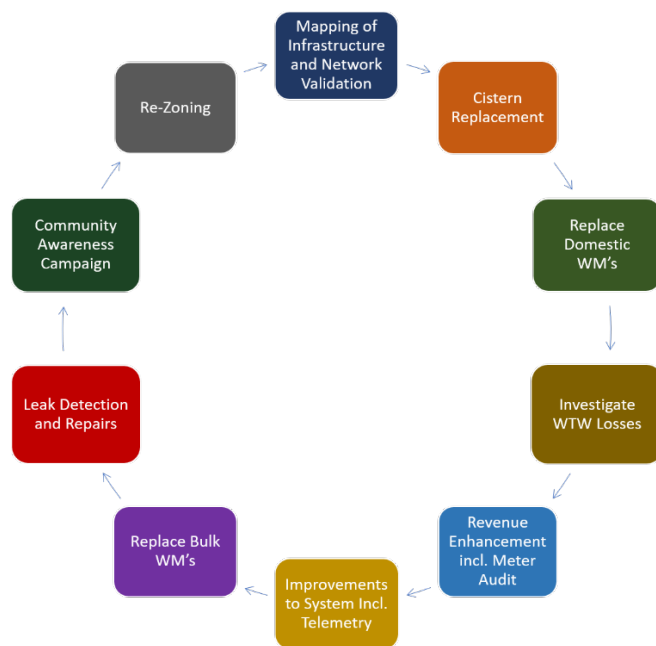 Mapping of
Infrastructure
and Network
Validation
Cistern
Replacement
Replace
Domestic
WM's
Investigate
WTW Losses
Revenue
Enhancement
incl. Meter
Audit
Improvements
to System Incl.
Telemetry
Replace Bulk
WM's
Leak Detection
and Repairs
Community
Awareness
Campaign
Re-Zoning